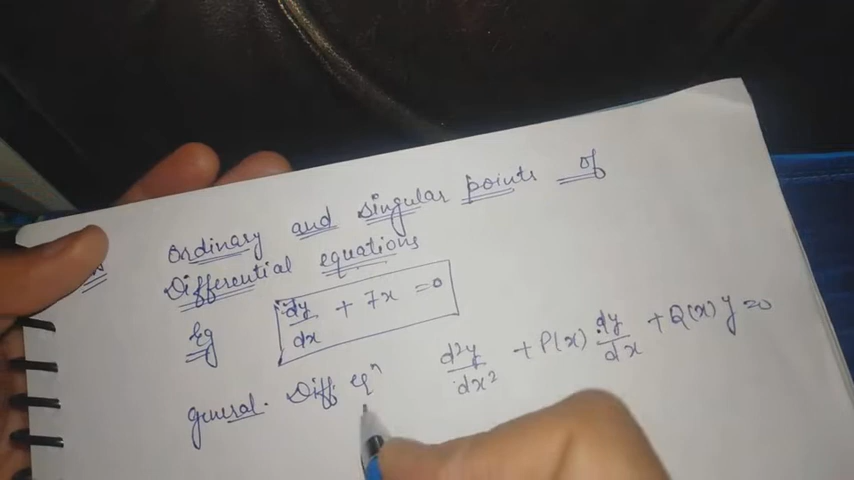 Ordinary and singular points of
Differential equations
Eg dy/dx + 7x = 0
general. Diff eqⁿ d²y/dx² + P(x) dy/dx + Q(x) y = 0